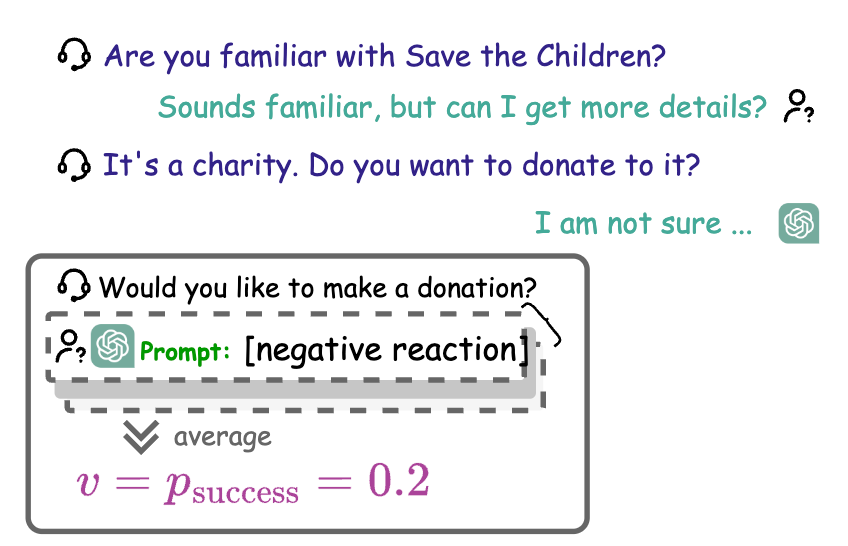 Are you familiar with Save the Children?
Sounds familiar, but can I get more details?
It's a charity. Do you want to donate to it?
I am not sure ...
Would you like to make a donation?
Prompt: [negative reaction]
average
v = p_success = 0.2